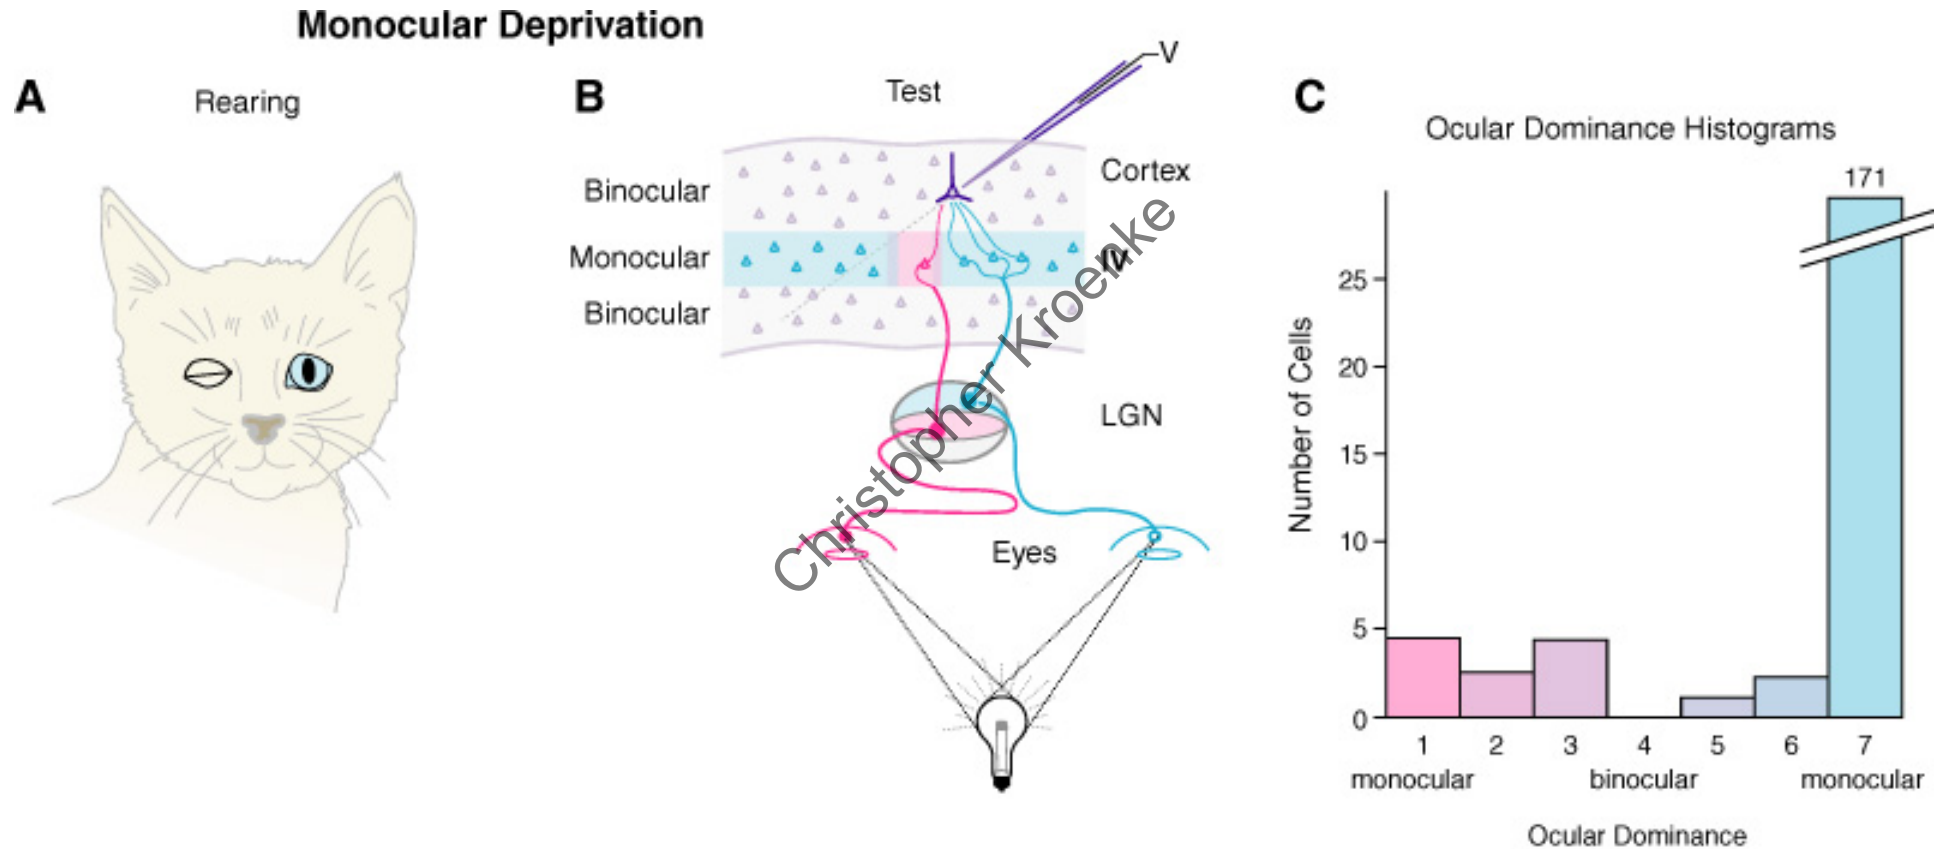 Monocular Deprivation
A
Rearing
B
Test
V
Binocular
Monocular
Binocular
Cortex
IV
LGN
Eyes
Christopher Kroenke
C
Ocular Dominance Histograms
171
Number of Cells
25
20
15
10
5
0
1 2 3 4 5 6 7
monocular binocular monocular
Ocular Dominance